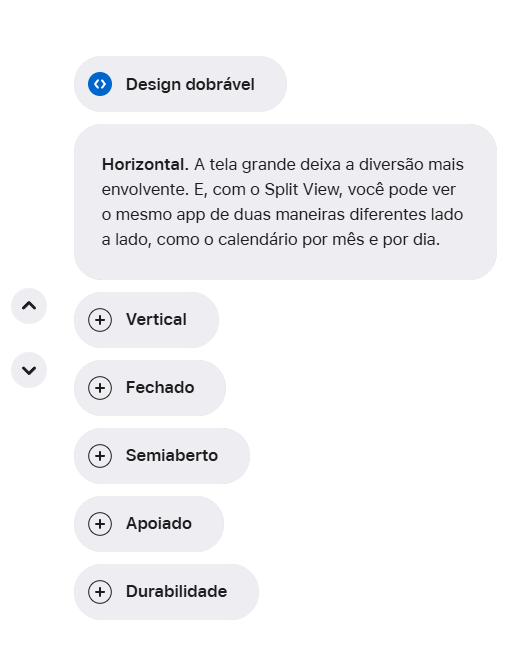 Design dobrável
Horizontal. A tela grande deixa a diversão mais
envolvente. E, com o Split View, você pode ver
o mesmo app de duas maneiras diferentes lado
a lado, como o calendário por mês e por dia.
Vertical
Fechado
Semiaberto
Apoiado
Durabilidade